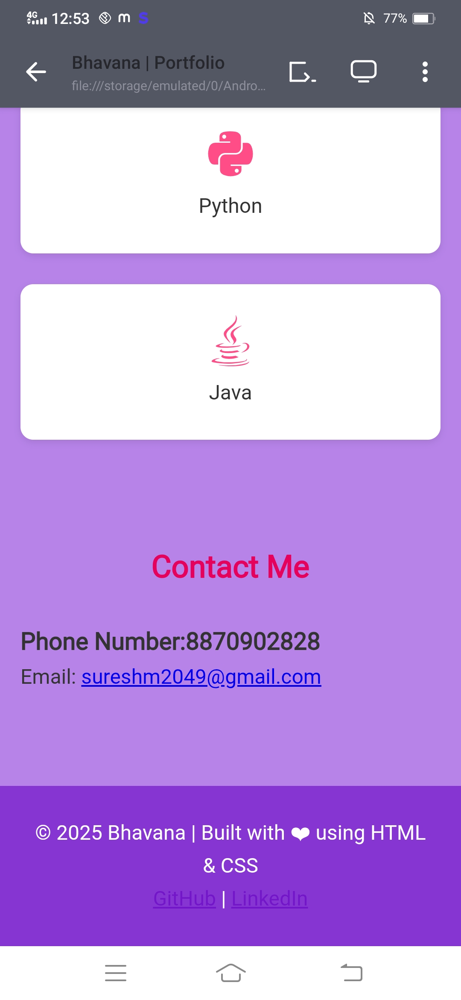 4G 12:53 m S 77%
Bhavana | Portfolio
file:///storage/emulated/0/Andro...
Python
Java
Contact Me
Phone Number:8870902828
Email: sureshm2049@gmail.com
© 2025 Bhavana | Built with ❤ using HTML
& CSS
GitHub | LinkedIn